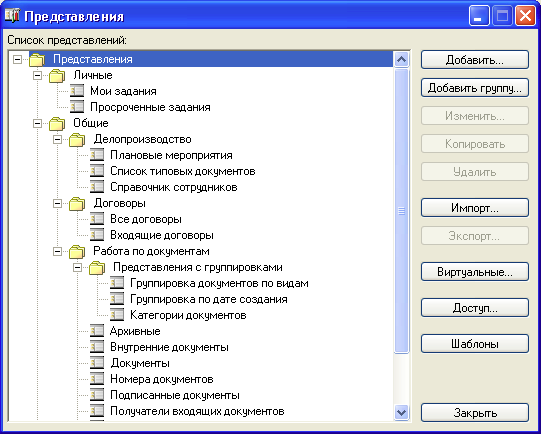 Представления
Список представлений:
Представления
Личные
Мои задания
Просроченные задания
Общие
Делопроизводство
Плановые мероприятия
Список типовых документов
Справочник сотрудников
Договоры
Все договоры
Входящие договоры
Работа по документам
Представления с группировками
Группировка документов по видам
Группировка по дате создания
Категории документов
Архивные
Внутренние документы
Документы
Номера документов
Подписанные документы
Получатели входящих документов
Добавить...
Добавить группу...
Изменить...
Копировать
Удалить
Импорт...
Экспорт...
Виртуальные...
Доступ...
Шаблоны
Закрыть